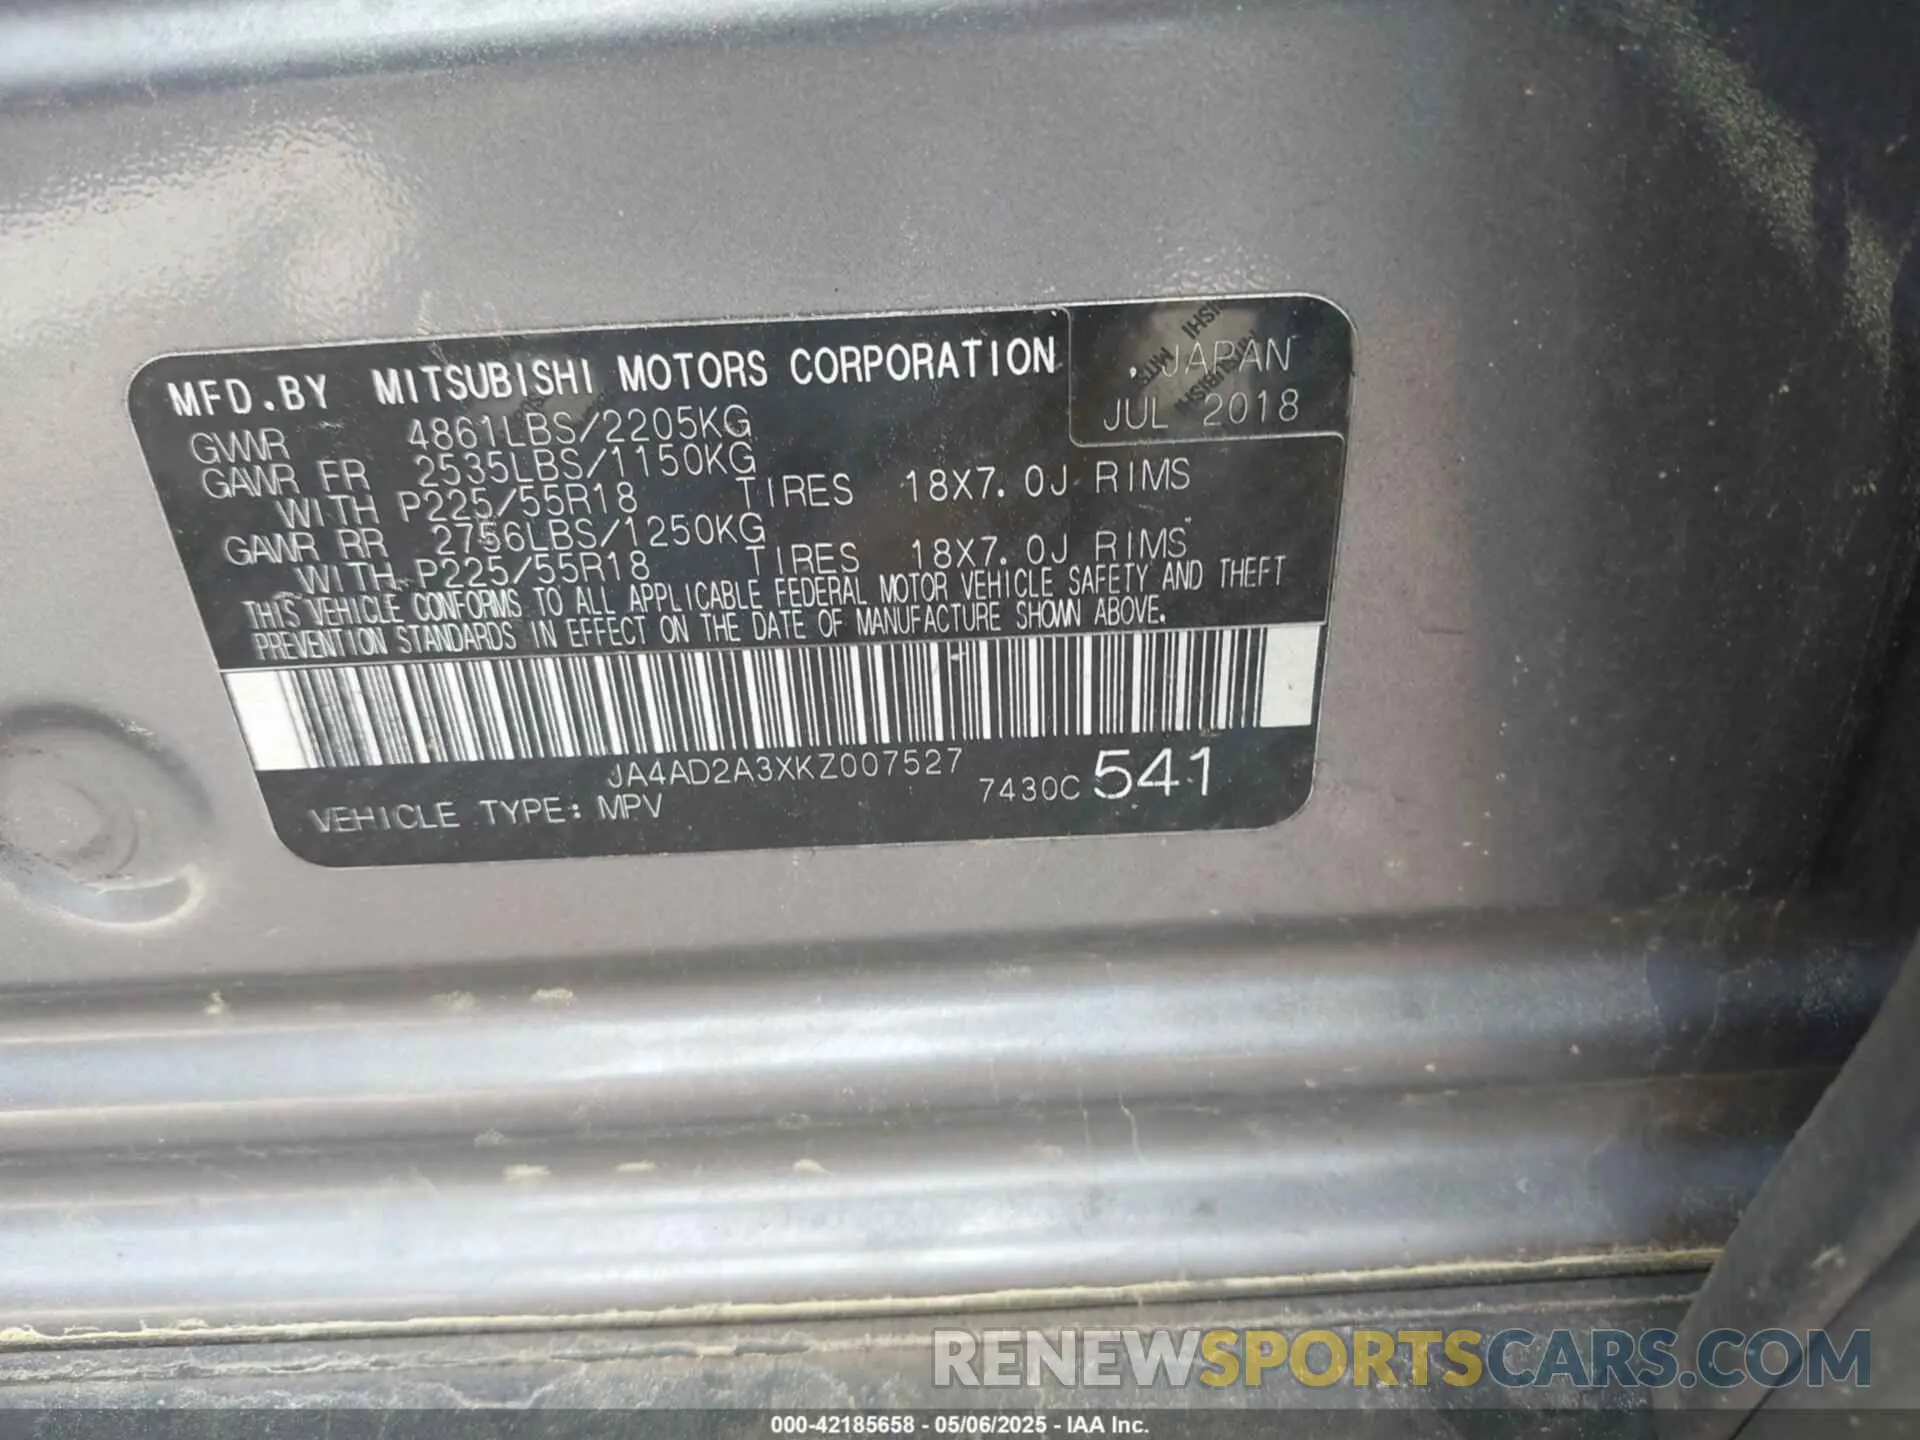 MFD.BY MITSUBISHI MOTORS CORPORATION
, JAPAN
JUL 2018
GVWR 4861LBS/2205KG
GAWR FR 2535LBS/1150KG
WITH P225/55R18 TIRES 18X7.0J RIMS
GAWR RR 2756LBS/1250KG
WITH P225/55R18 TIRES 18X7.0J RIMS
THIS VEHICLE CONFORMS TO ALL APPLICABLE FEDERAL MOTOR VEHICLE SAFETY AND THEFT
PREVENTION STANDARDS IN EFFECT ON THE DATE OF MANUFACTURE SHOWN ABOVE.
JA4AD2A3XKZ007527
7430C 541
VEHICLE TYPE: MPV
RENEWSPORTSCARS.COM
000-42185658 - 05/06/2025 - IAA Inc.